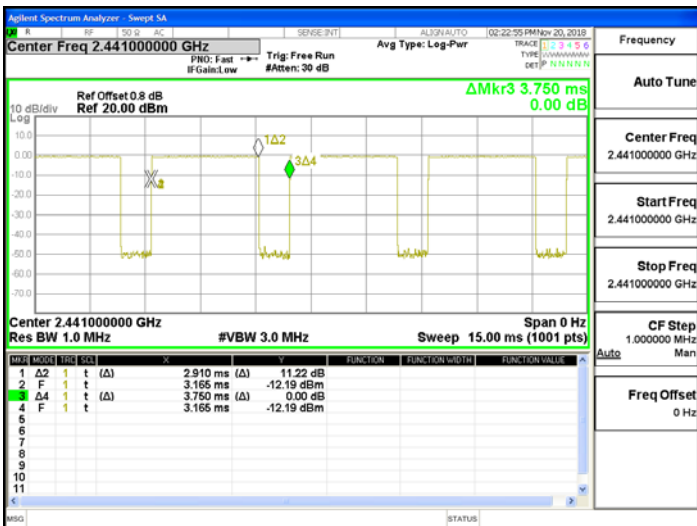 Agilent Spectrum Analyzer - Swept SA
LXI R RF 50 Ω AC SENSE:INT ALIGN AUTO 02:22:55 PM Nov 20, 2018
Center Freq 2.441000000 GHz
PNO: Fast
IFGain:Low
Trig: Free Run
#Atten: 30 dB
Avg Type: Log-Pwr
TRACE 1 2 3 4 5 6
TYPE WWWWWW
DET P N N N N N
ΔMkr3 3.750 ms
0.00 dB
Ref Offset 0.8 dB
10 dB/div Ref 20.00 dBm
Log
10.0
0.00
-10.0
-20.0
-30.0
-40.0
-50.0
-60.0
-70.0
1Δ2
3Δ4
Center 2.441000000 GHz Span 0 Hz
Res BW 1.0 MHz #VBW 3.0 MHz Sweep 15.00 ms (1001 pts)
MKR MODE TRC SCL X Y FUNCTION FUNCTION WIDTH FUNCTION VALUE
1 Δ2 1 t (Δ) 2.910 ms (Δ) 11.22 dB
2 F 1 t 3.165 ms -12.19 dBm
3 Δ4 1 t (Δ) 3.750 ms (Δ) 0.00 dB
4 F 1 t 3.165 ms -12.19 dBm
5
6
7
8
9
10
11
MSG STATUS
Frequency
Auto Tune
Center Freq
2.441000000 GHz
Start Freq
2.441000000 GHz
Stop Freq
2.441000000 GHz
CF Step
1.000000 MHz
Auto Man
Freq Offset
0 Hz